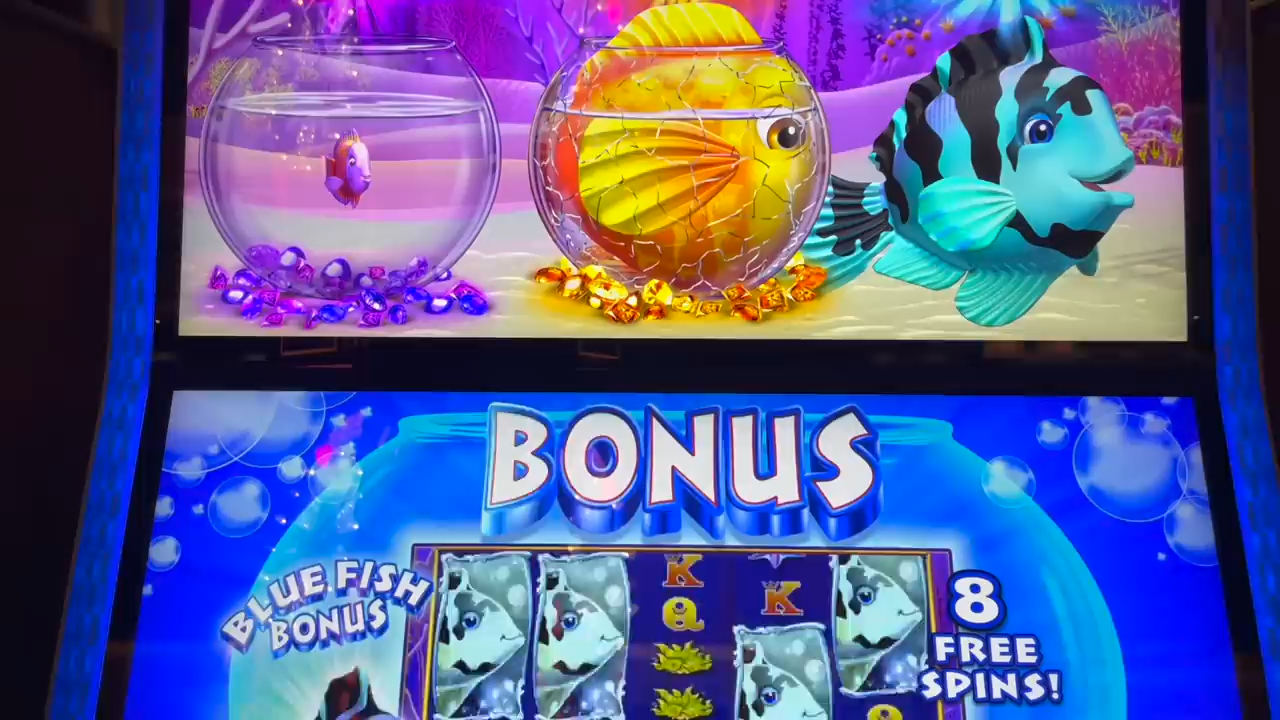 BONUS
BLUE FISH
BONUS
K
Q
K
8
FREE
SPINS!